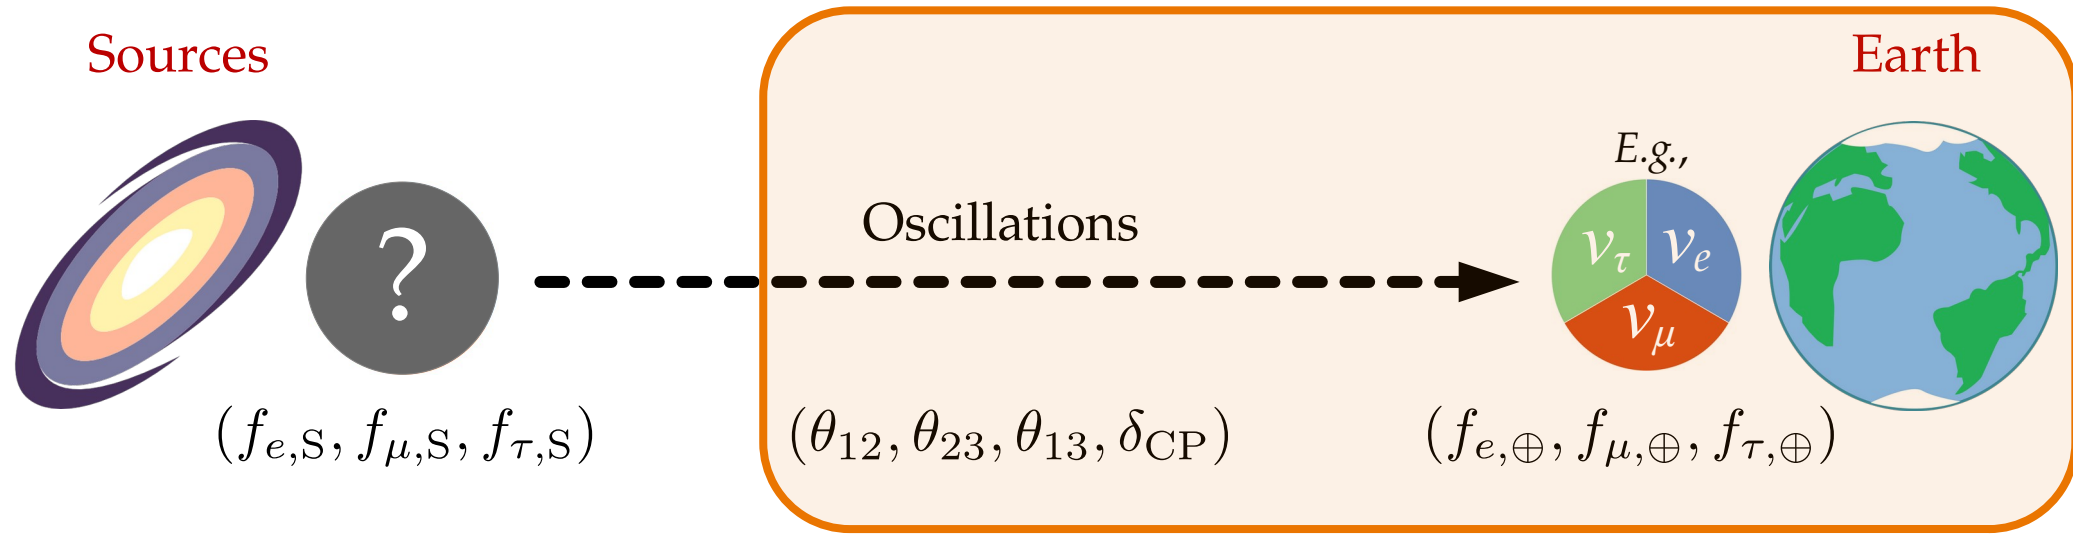 Sources
Earth
E.g.,
Oscillations
?
ντ νe
νμ
(fe,S, fμ,S, fτ,S)
(θ12, θ23, θ13, δCP)
(fe,⊕, fμ,⊕, fτ,⊕)